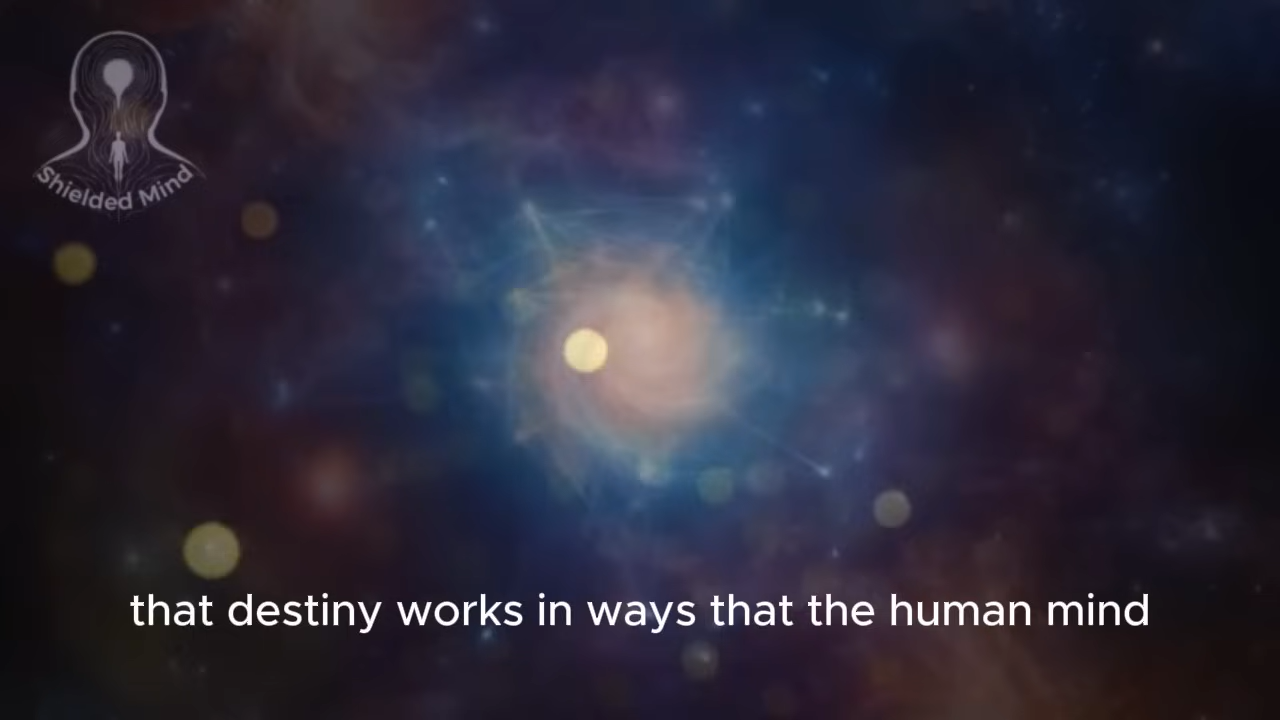 Shielded Mind
that destiny works in ways that the human mind